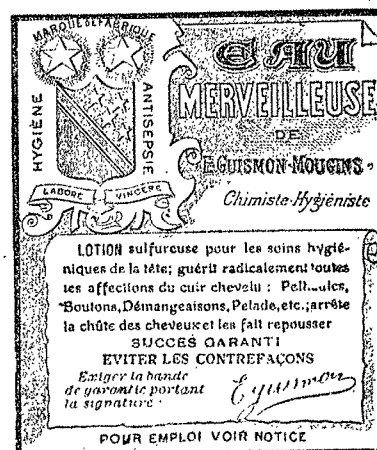 MARQUE DE FABRIQUE
HYGIÈNE
ANTISEPSIE
LABORE VINCERE
EAU
MERVEILLEUSE
DE
E. GUISMON-MOUGINS
Chimiste-Hygiéniste
LOTION sulfureuse pour les soins hygié-
niques de la tête; guérit radicalement toutes
les affections du cuir chevelu :
Boutons, Démangeaisons, Pelade, etc.; arrête
la chûte des cheveux et les fait repousser
SUCCÈS GARANTI
EVITER LES CONTREFAÇONS
Exiger la bande
de garantie portant
la signature :
E. Guismon
POUR EMPLOI VOIR NOTICE